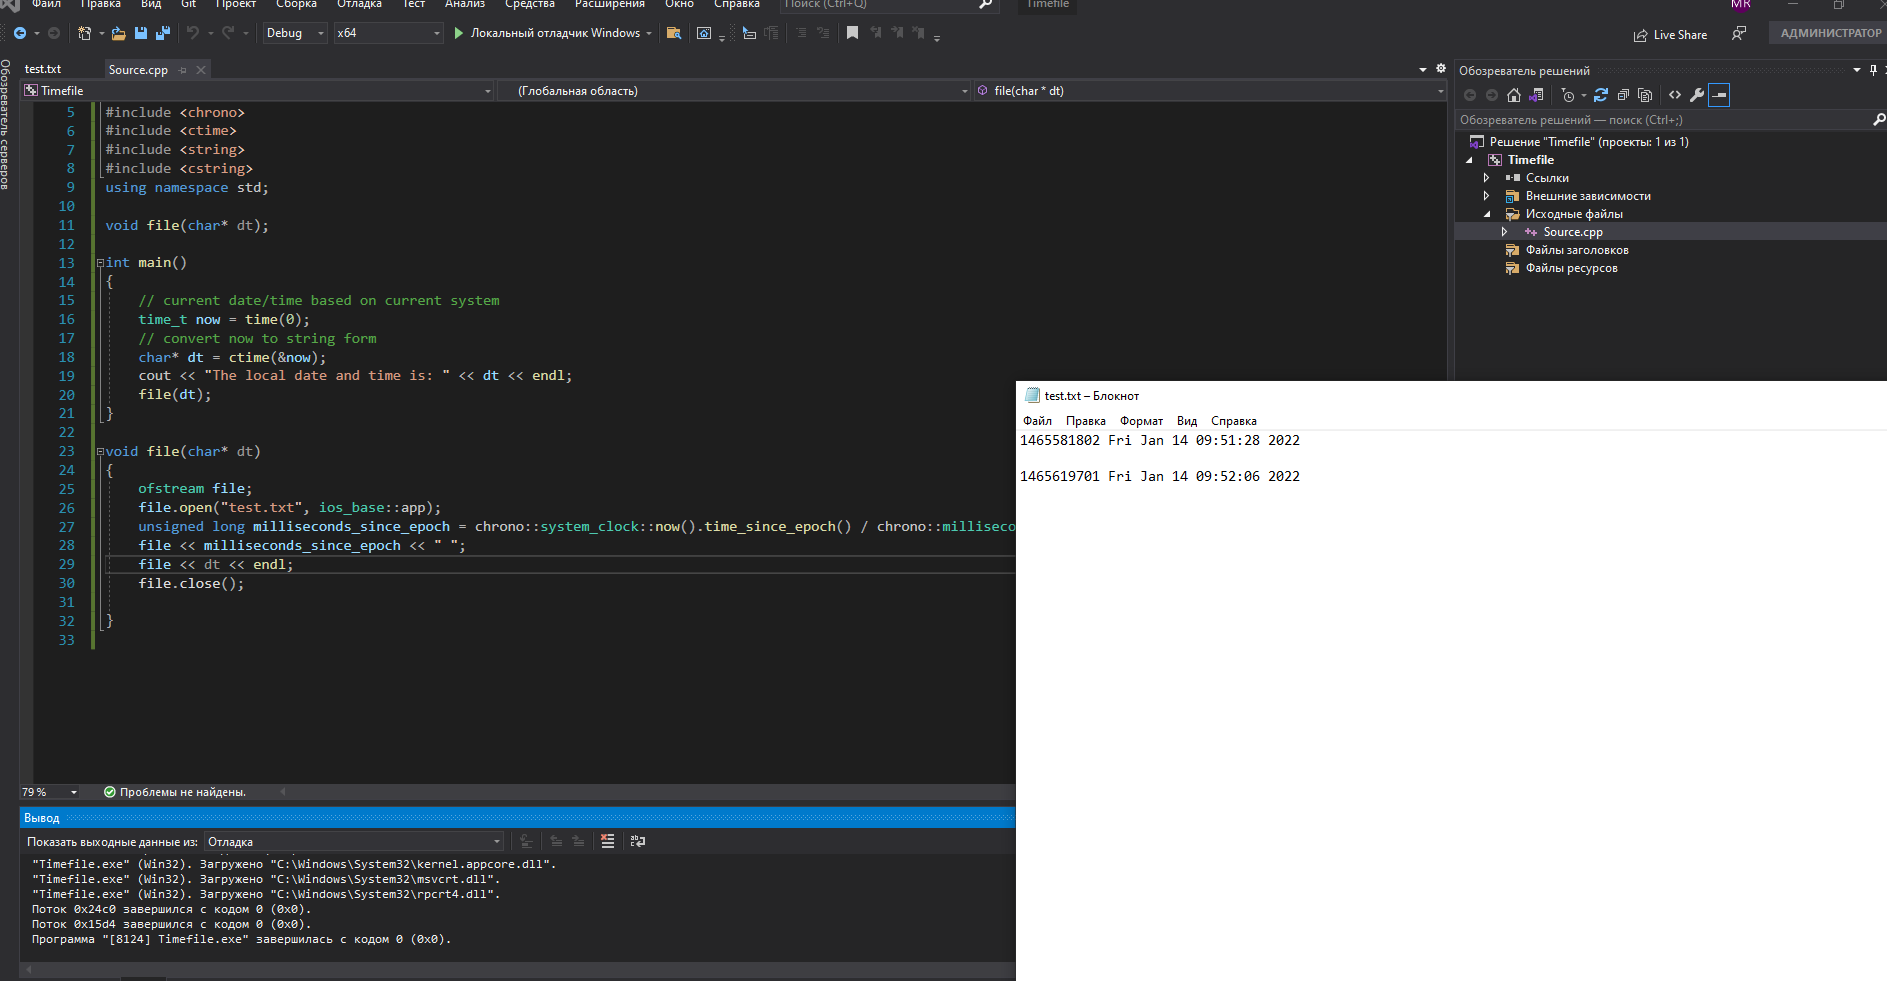 Файл Правка Вид Git Проект Сборка Отладка Тест Анализ Средства Расширения Окно Справка Поиск (Ctrl+Q) Timefile MR
Debug x64 Локальный отладчик Windows Live Share АДМИНИСТРАТОР
Обозреватель серверов
test.txt Source.cpp
Timefile (Глобальная область) file(char * dt)
5 #include <chrono>
6 #include <ctime>
7 #include <string>
8 #include <cstring>
9 using namespace std;
10
11 void file(char* dt);
12
13 int main()
14 {
15 // current date/time based on current system
16 time_t now = time(0);
17 // convert now to string form
18 char* dt = ctime(&now);
19 cout << "The local date and time is: " << dt << endl;
20 file(dt);
21 }
22
23 void file(char* dt)
24 {
25 ofstream file;
26 file.open("test.txt", ios_base::app);
27 unsigned long milliseconds_since_epoch = chrono::system_clock::now().time_since_epoch() / chrono::milliseco
28 file << milliseconds_since_epoch << " ";
29 file << dt << endl;
30 file.close();
31
32 }
33
79 % Проблемы не найдены.
Вывод
Показать выходные данные из: Отладка
"Timefile.exe" (Win32). Загружено "C:\Windows\System32\kernel.appcore.dll".
"Timefile.exe" (Win32). Загружено "C:\Windows\System32\msvcrt.dll".
"Timefile.exe" (Win32). Загружено "C:\Windows\System32\rpcrt4.dll".
Поток 0x24c0 завершился с кодом 0 (0x0).
Поток 0x15d4 завершился с кодом 0 (0x0).
Программа "[8124] Timefile.exe" завершилась с кодом 0 (0x0).
Обозреватель решений
Обозреватель решений — поиск (Ctrl+;)
Решение "Timefile" (проекты: 1 из 1)
Timefile
Ссылки
Внешние зависимости
Исходные файлы
Source.cpp
Файлы заголовков
Файлы ресурсов
test.txt – Блокнот
Файл Правка Формат Вид Справка
1465581802 Fri Jan 14 09:51:28 2022
1465619701 Fri Jan 14 09:52:06 2022